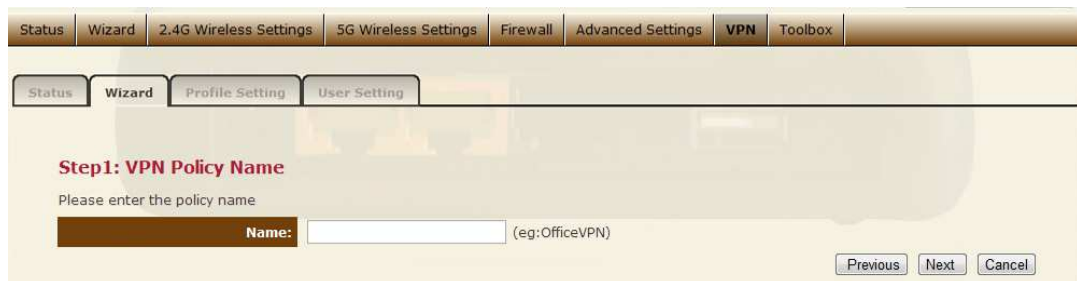 Status Wizard 2.4G Wireless Settings 5G Wireless Settings Firewall Advanced Settings VPN Toolbox
Status Wizard Profile Setting User Setting
Step1: VPN Policy Name
Please enter the policy name
Name: (eg:OfficeVPN)
Previous Next Cancel